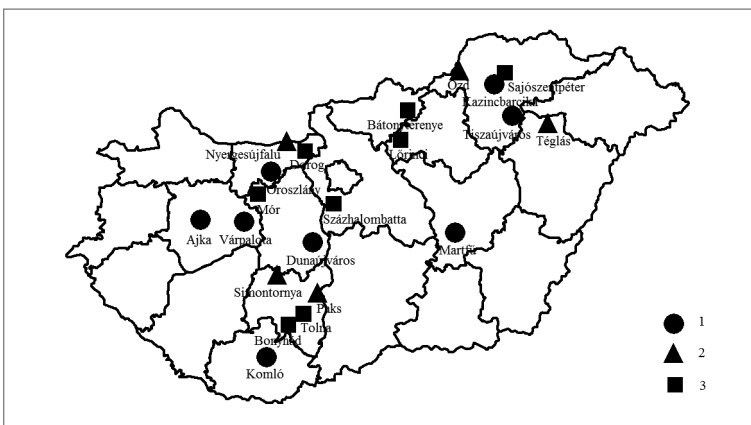 Ózd
Sajószentpéter
Kazincbarcika
Bátonyterenye
Tiszaújváros
Téglás
Lőrinci
Nyergesújfalu
Dorog
Oroszlány
Mór
Százhalombatta
Ajka
Várpalota
Dunaújváros
Martfű
Simontornya
Paks
Tolna
Bonyhád
Komló
1
2
3